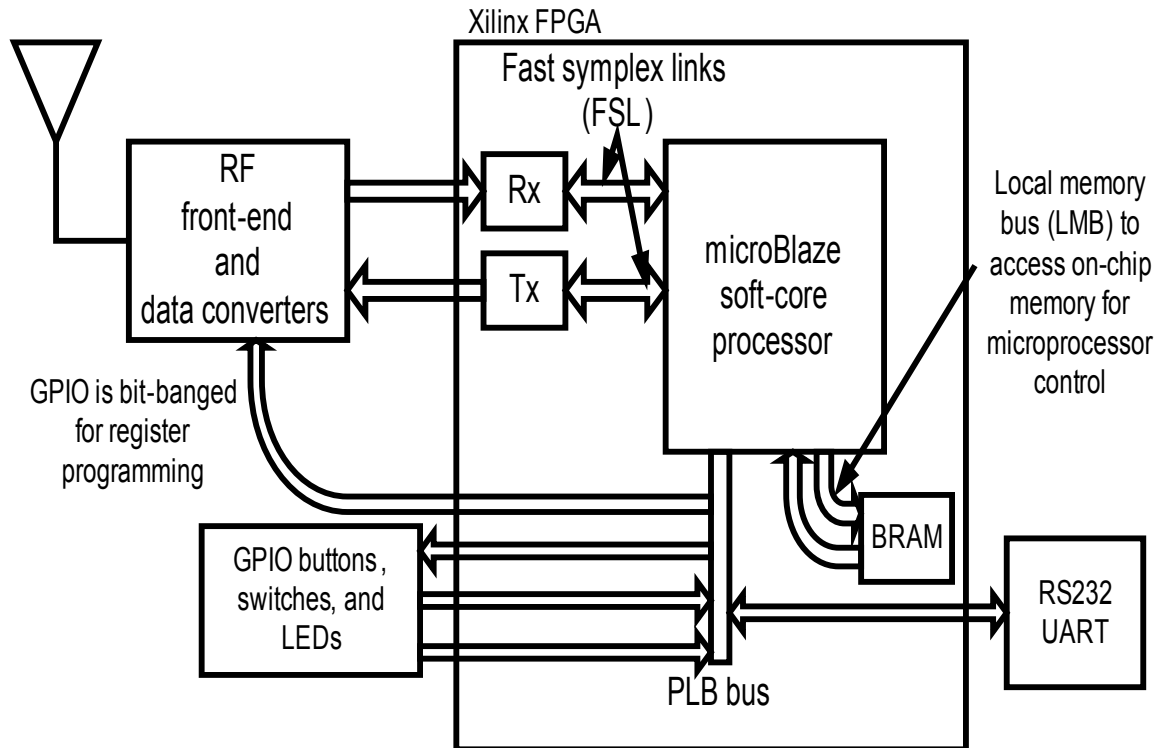 Xilinx FPGA
Fast symplex links
(FSL)
RF
front-end
and
data converters
Rx
Tx
microBlaze
soft-core
processor
Local memory
bus (LMB) to
access on-chip
memory for
microprocessor
control
GPIO is bit-banged
for register
programming
GPIO buttons,
switches, and
LEDs
BRAM
RS232
UART
PLB bus